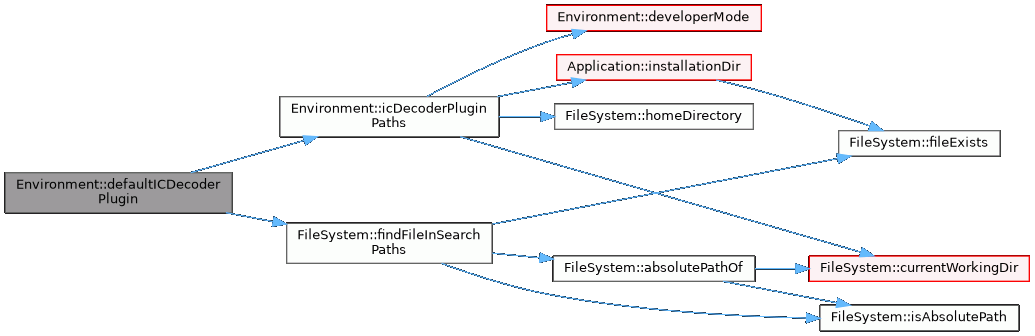 Environment::developerMode
Application::installationDir
Environment::icDecoderPlugin
Paths
FileSystem::homeDirectory
FileSystem::fileExists
Environment::defaultICDecoder
Plugin
FileSystem::findFileInSearch
Paths
FileSystem::absolutePathOf
FileSystem::currentWorkingDir
FileSystem::isAbsolutePath